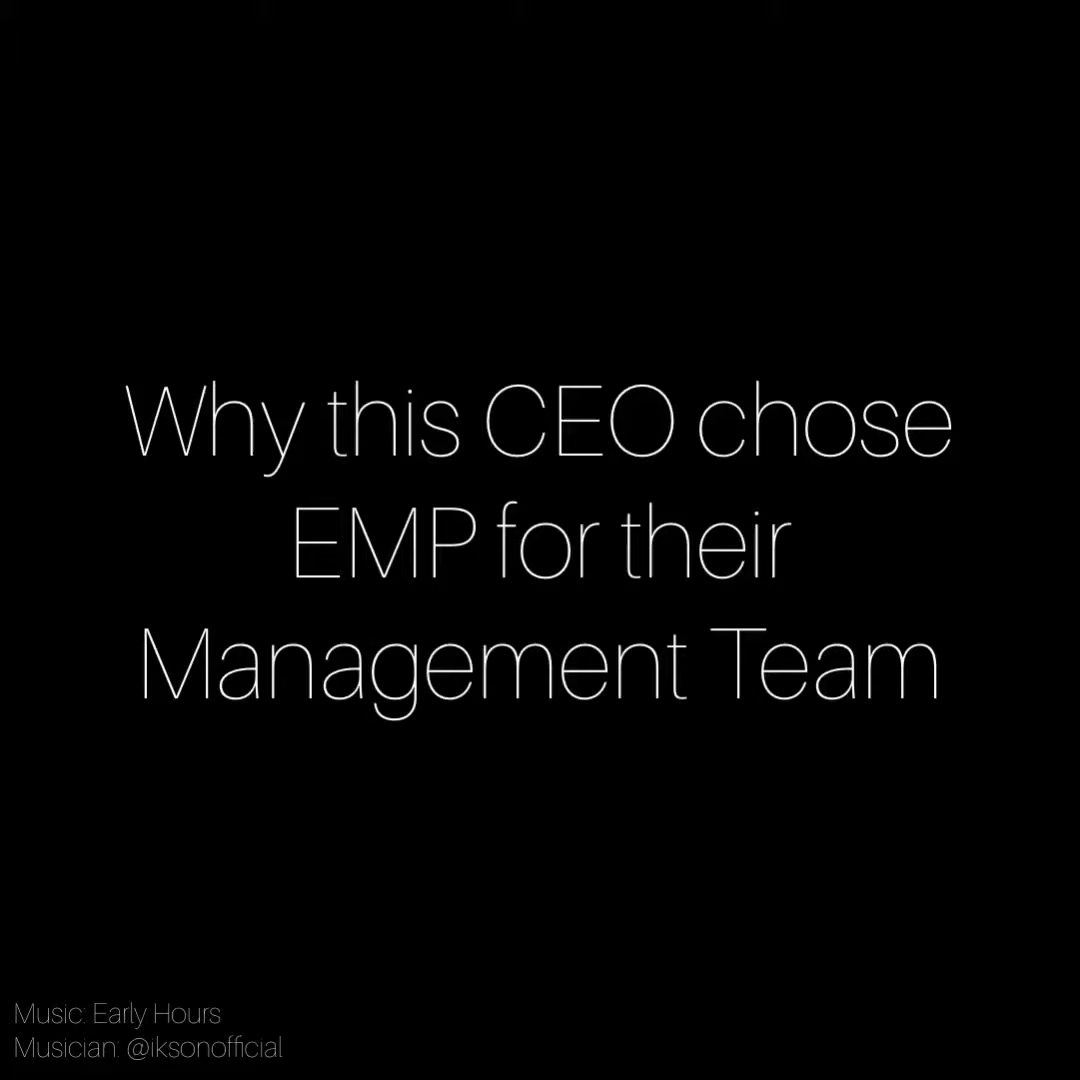 Why this CEO chose
EMP for their
Management Team
Music: Early Hours
Musician: @iksonofficial